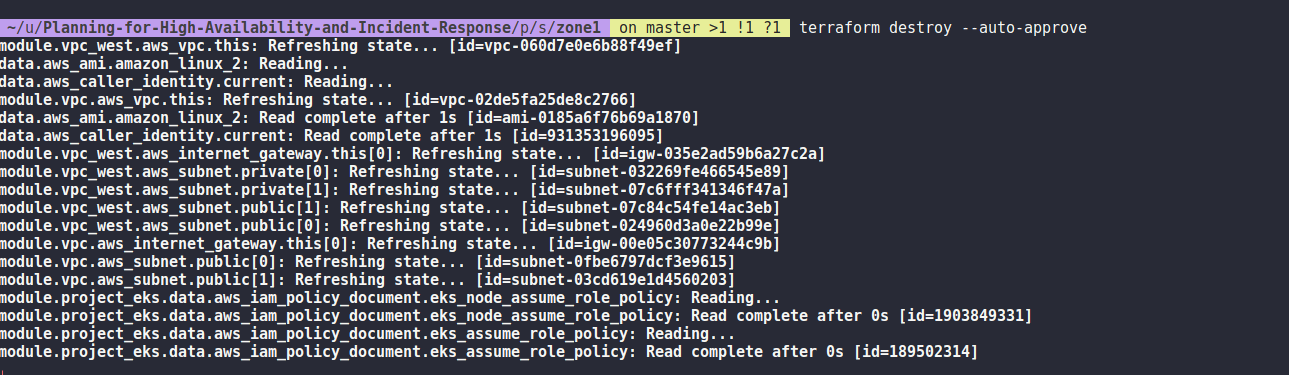 ~/u/Planning-for-High-Availability-and-Incident-Response/p/s/zone1 on master >1 !1 ?1 terraform destroy --auto-approve
module.vpc_west.aws_vpc.this: Refreshing state... [id=vpc-060d7e0e6b88f49ef]
data.aws_ami.amazon_linux_2: Reading...
data.aws_caller_identity.current: Reading...
module.vpc.aws_vpc.this: Refreshing state... [id=vpc-02de5fa25de8c2766]
data.aws_ami.amazon_linux_2: Read complete after 1s [id=ami-0185a6f76b69a1870]
data.aws_caller_identity.current: Read complete after 1s [id=931353196095]
module.vpc_west.aws_internet_gateway.this[0]: Refreshing state... [id=igw-035e2ad59b6a27c2a]
module.vpc_west.aws_subnet.private[0]: Refreshing state... [id=subnet-032269fe466545e89]
module.vpc_west.aws_subnet.private[1]: Refreshing state... [id=subnet-07c6fff341346f47a]
module.vpc_west.aws_subnet.public[1]: Refreshing state... [id=subnet-07c84c54fe14ac3eb]
module.vpc_west.aws_subnet.public[0]: Refreshing state... [id=subnet-024960d3a0e22b99e]
module.vpc.aws_internet_gateway.this[0]: Refreshing state... [id=igw-00e05c30773244c9b]
module.vpc.aws_subnet.public[0]: Refreshing state... [id=subnet-0fbe6797dcf3e9615]
module.vpc.aws_subnet.public[1]: Refreshing state... [id=subnet-03cd619e1d4560203]
module.project_eks.data.aws_iam_policy_document.eks_node_assume_role_policy: Reading...
module.project_eks.data.aws_iam_policy_document.eks_node_assume_role_policy: Read complete after 0s [id=1903849331]
module.project_eks.data.aws_iam_policy_document.eks_assume_role_policy: Reading...
module.project_eks.data.aws_iam_policy_document.eks_assume_role_policy: Read complete after 0s [id=189502314]